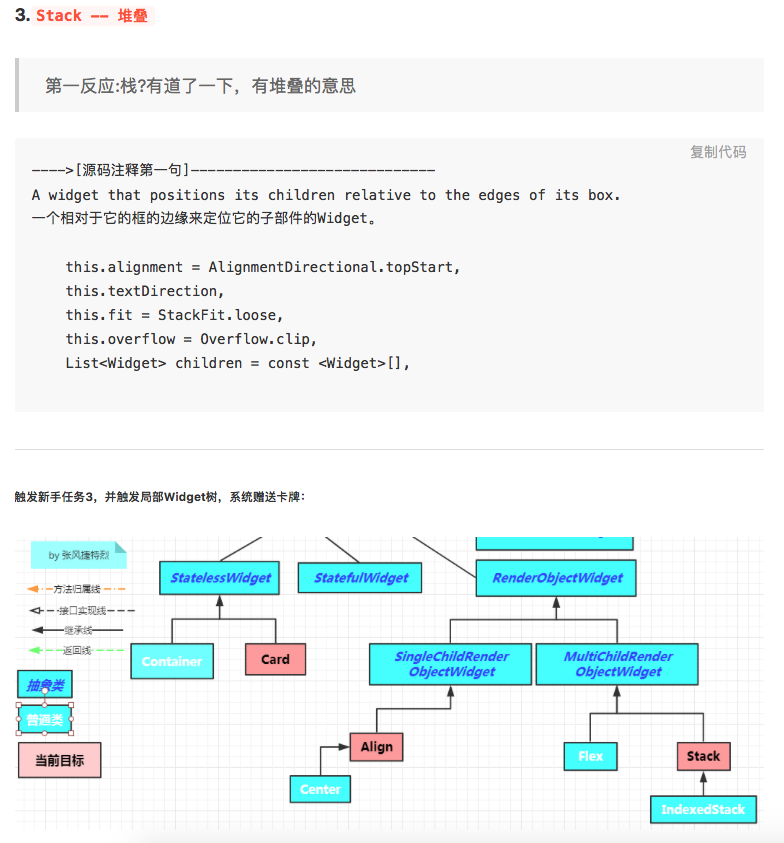 3. Stack —— 堆叠
第一反应:栈?有道了一下，有堆叠的意思
复制代码
---->[源码注释第一句]-----------------------------
A widget that positions its children relative to the edges of its box.
一个相对于它的框的边缘来定位它的子部件的Widget。
this.alignment = AlignmentDirectional.topStart,
this.textDirection,
this.fit = StackFit.loose,
this.overflow = Overflow.clip,
List<Widget> children = const <Widget>[],
触发新手任务3，并触发局部Widget树，系统赠送卡牌：
by 张风捷特烈
方法归属线
接口实现线
继承线
返回线
抽象类
普通类
当前目标
StatelessWidget
StatefulWidget
RenderObjectWidget
Container
Card
SingleChildRender
ObjectWidget
MultiChildRender
ObjectWidget
Align
Center
Flex
Stack
IndexedStack